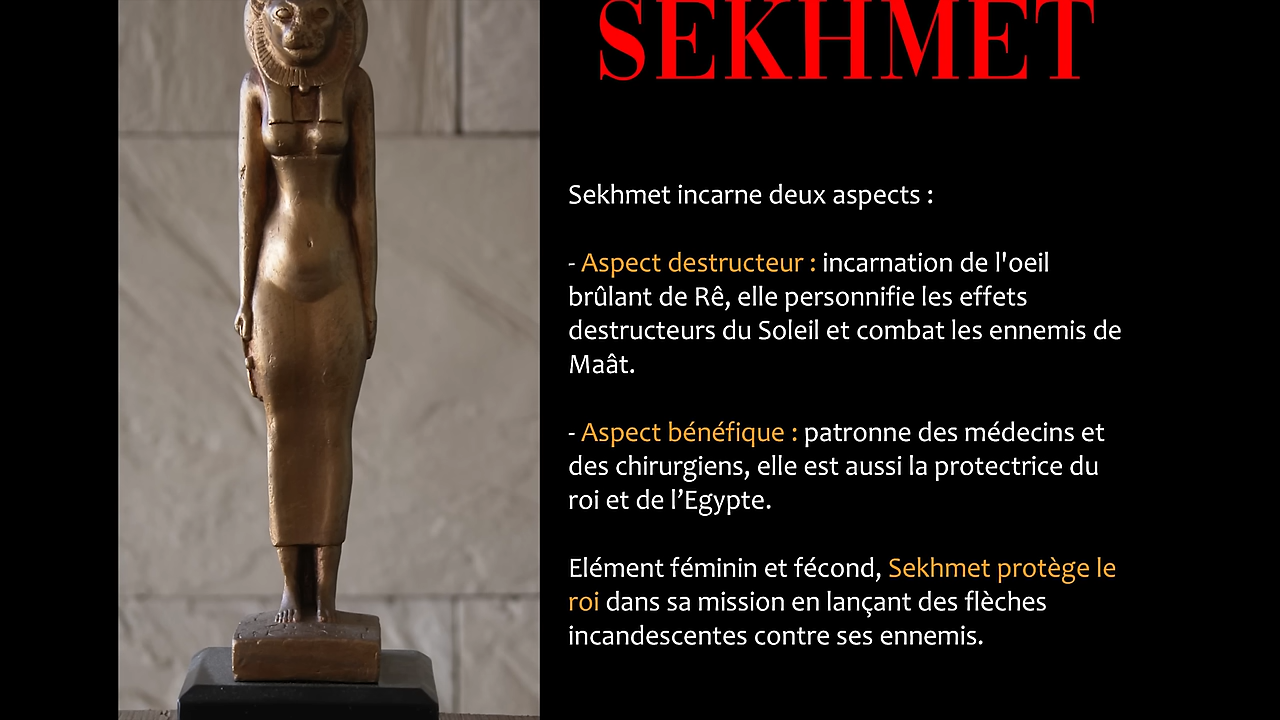 SEKHMET
Sekhmet incarne deux aspects :
- Aspect destructeur : incarnation de l'oeil
brûlant de Rê, elle personnifie les effets
destructeurs du Soleil et combat les ennemis de
Maât.
- Aspect bénéfique : patronne des médecins et
des chirurgiens, elle est aussi la protectrice du
roi et de l’Egypte.
Elément féminin et fécond, Sekhmet protège le
roi dans sa mission en lançant des flèches
incandescentes contre ses ennemis.